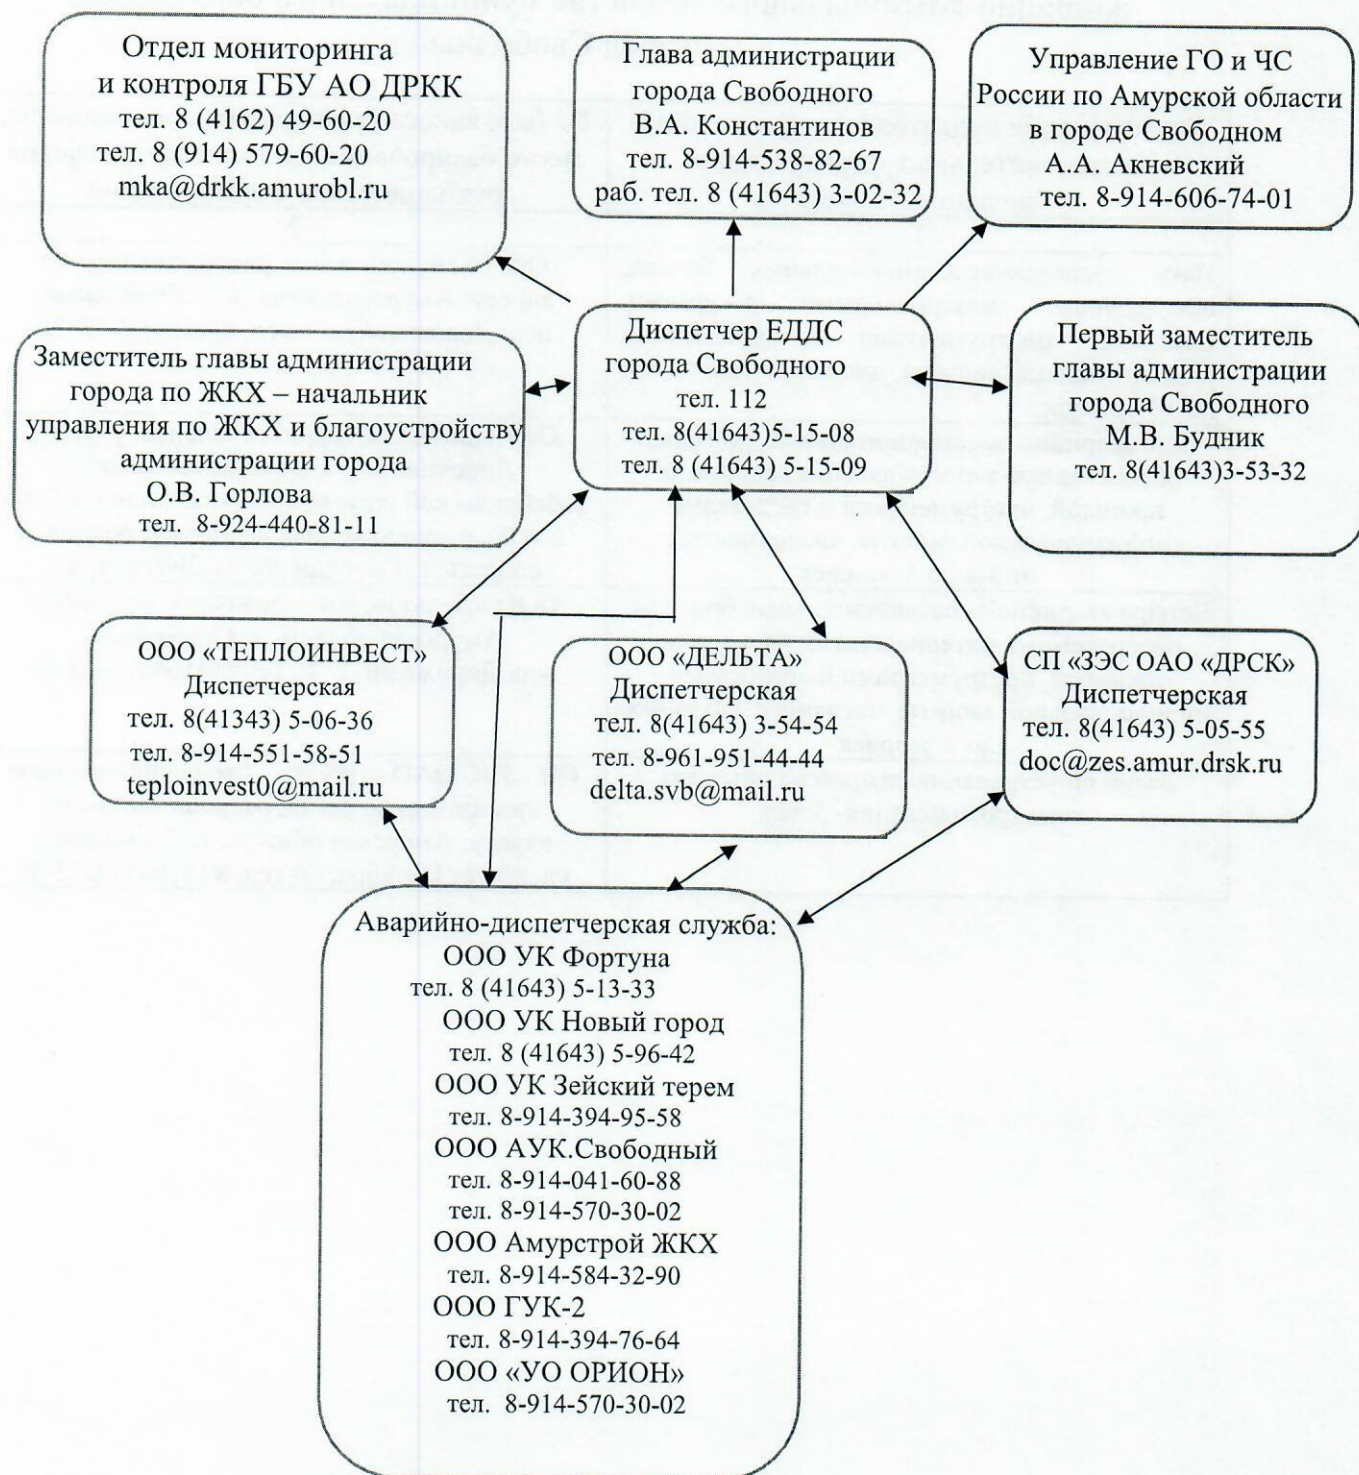 Отдел мониторинга
и контроля ГБУ АО ДРКК
тел. 8 (4162) 49-60-20
тел. 8 (914) 579-60-20
mka@drkk.amurobl.ru
Глава администрации
города Свободного
В.А. Константинов
тел. 8-914-538-82-67
раб. тел. 8 (41643) 3-02-32
Управление ГО и ЧС
России по Амурской области
в городе Свободном
А.А. Акневский
тел. 8-914-606-74-01
Заместитель главы администрации
города по ЖКХ – начальник
управления по ЖКХ и благоустройству
администрации города
О.В. Горлова
тел. 8-924-440-81-11
Диспетчер ЕДДС
города Свободного
тел. 112
тел. 8(41643)5-15-08
тел. 8 (41643) 5-15-09
Первый заместитель
главы администрации
города Свободного
М.В. Будник
тел. 8(41643)3-53-32
ООО «ТЕПЛОИНВЕСТ»
Диспетчерская
тел. 8(41343) 5-06-36
тел. 8-914-551-58-51
teploinvest0@mail.ru
ООО «ДЕЛЬТА»
Диспетчерская
тел. 8(41643) 3-54-54
тел. 8-961-951-44-44
delta.svb@mail.ru
СП «ЗЭС ОАО «ДРСК»
Диспетчерская
тел. 8(41643) 5-05-55
doc@zes.amur.drsk.ru
Аварийно-диспетчерская служба:
ООО УК Фортуна
тел. 8 (41643) 5-13-33
ООО УК Новый город
тел. 8 (41643) 5-96-42
ООО УК Зейский терем
тел. 8-914-394-95-58
ООО АУК.Свободный
тел. 8-914-041-60-88
тел. 8-914-570-30-02
ООО Амурстрой ЖКХ
тел. 8-914-584-32-90
ООО ГУК-2
тел. 8-914-394-76-64
ООО «УО ОРИОН»
тел. 8-914-570-30-02